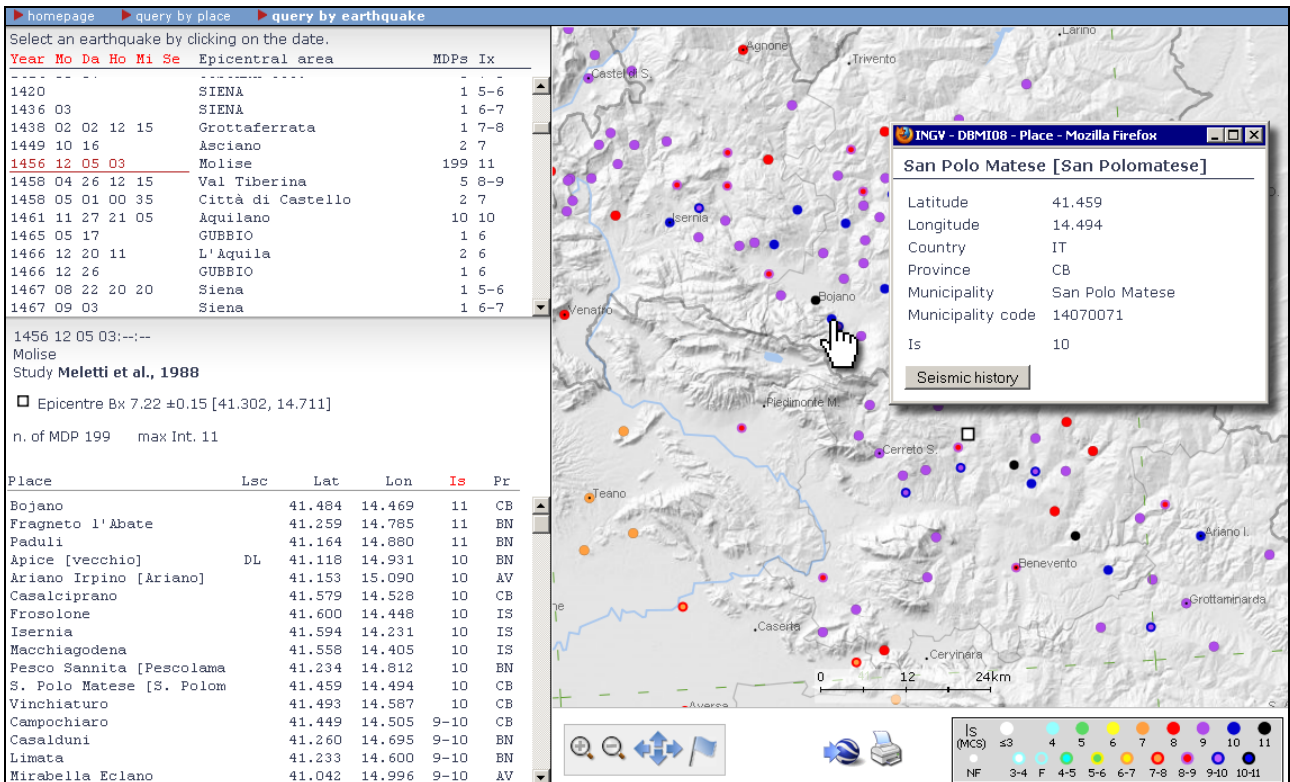 homepage query by place query by earthquake
Select an earthquake by clicking on the date.
Year Mo Da Ho Mi Se Epicentral area MDPs Ix
1420 SIENA 1 5-6
1436 03 SIENA 1 6-7
1438 02 02 12 15 Grottaferrata 1 7-8
1449 10 16 Asciano 2 7
1456 12 05 03 Molise 199 11
1458 04 26 12 15 Val Tiberina 5 8-9
1458 05 01 00 35 Città di Castello 2 7
1461 11 27 21 05 Aquilano 10 10
1465 05 17 GUBBIO 1 6
1466 12 20 11 L'Aquila 2 6
1466 12 26 GUBBIO 1 6
1467 08 22 20 20 Siena 1 5-6
1467 09 03 Siena 1 6-7
1456 12 05 03:--:--
Molise
Study Meletti et al., 1988
Epicentre Bx 7.22 ±0.15 [41.302, 14.711]
n. of MDP 199 max Int. 11
Place Lsc Lat Lon Is Pr
Bojano 41.484 14.469 11 CB
Fragneto l'Abate 41.259 14.785 11 BN
Paduli 41.164 14.880 11 BN
Apice [vecchio] DL 41.118 14.931 10 BN
Ariano Irpino [Ariano] 41.153 15.090 10 AV
Casalciprano 41.579 14.528 10 CB
Frosolone 41.600 14.448 10 IS
Isernia 41.594 14.231 10 IS
Macchiagodena 41.558 14.405 10 IS
Pesco Sannita [Pescolama 41.234 14.812 10 BN
S. Polo Matese [S. Polom 41.459 14.494 10 CB
Vinchiaturo 41.493 14.587 10 CB
Campochiaro 41.449 14.505 9-10 CB
Casalduni 41.260 14.695 9-10 BN
Limata 41.233 14.600 9-10 BN
Mirabella Eclano 41.042 14.996 9-10 AV
Larino
Agnone
Trivento
Castel di S.
Isernia
Bojano
Venafro
Piedimonte M.
Cerreto S.
Teano
Ariano I.
Benevento
Grottaminarda
Caserta
Cervinara
Aversa
0 12 24km
INGV - DBMI08 - Place - Mozilla Firefox
San Polo Matese [San Polomatese]
Latitude 41.459
Longitude 14.494
Country IT
Province CB
Municipality San Polo Matese
Municipality code 14070071
Is 10
Seismic history
Is (MCS) ≤3 4 5 6 7 8 9 10 11
NF 3-4 F 4-5 5-6 6-7 7-8 8-9 9-10 10-11